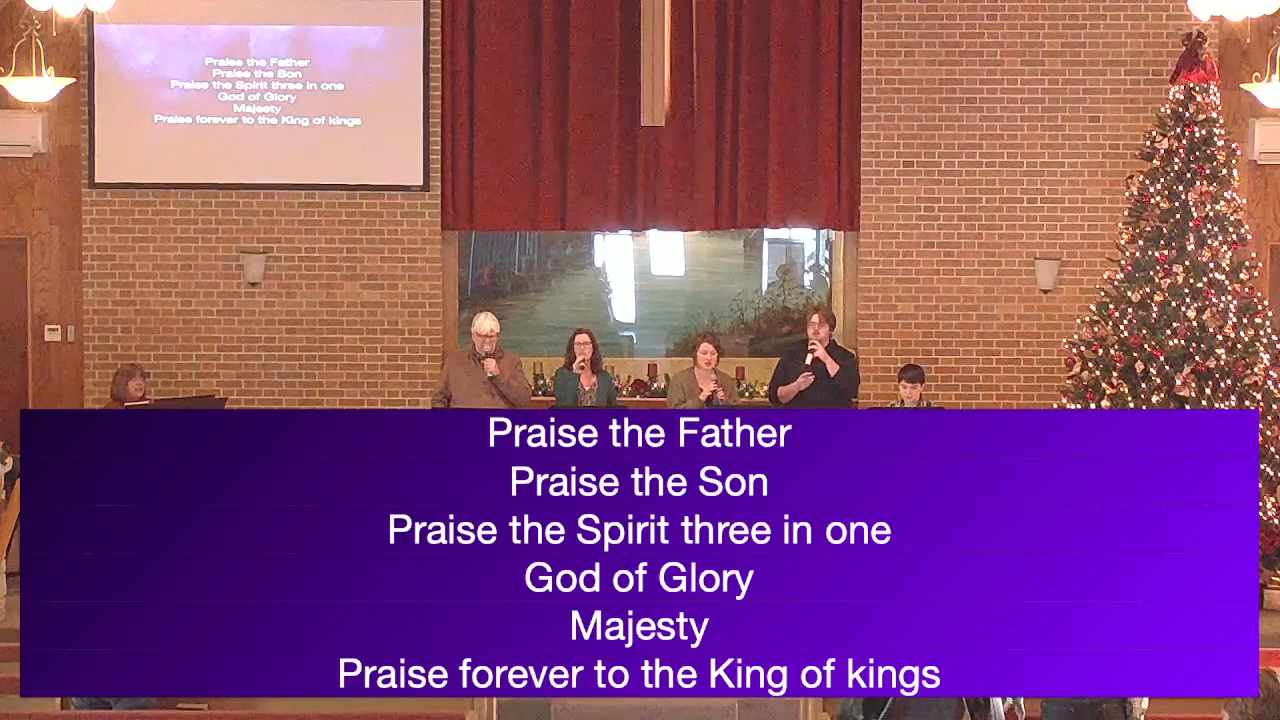 Praise the Father
Praise the Son
Praise the Spirit three in one
God of Glory
Majesty
Praise forever to the King of kings
Praise the Father
Praise the Son
Praise the Spirit three in one
God of Glory
Majesty
Praise forever to the King of kings